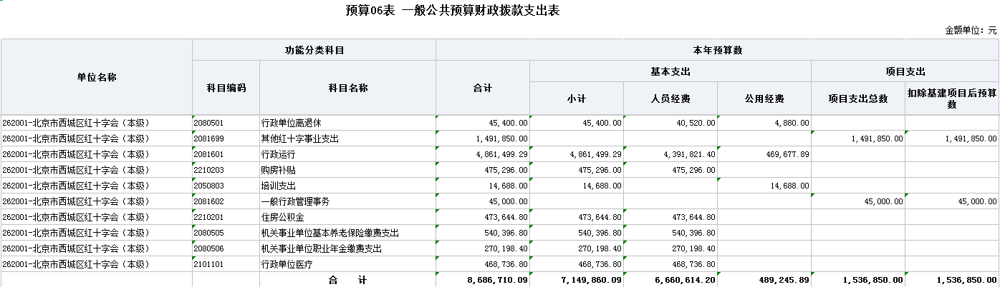 预算06表 一般公共预算财政拨款支出表
金额单位：元
单位名称 功能分类科目 本年预算数
科目编码 科目名称 合计 基本支出 项目支出
小计 人员经费 公用经费 项目支出总数 扣除基建项目后预算
数
262001-北京市西城区红十字会（本级） 2080501 行政单位离退休 45,400.00 45,400.00 40,520.00 4,880.00
262001-北京市西城区红十字会（本级） 2081699 其他红十字事业支出 1,491,850.00 1,491,850.00 1,491,850.00
262001-北京市西城区红十字会（本级） 2081601 行政运行 4,861,499.29 4,861,499.29 4,391,821.40 469,677.89
262001-北京市西城区红十字会（本级） 2210203 购房补贴 475,296.00 475,296.00 475,296.00
262001-北京市西城区红十字会（本级） 2050803 培训支出 14,688.00 14,688.00 14,688.00
262001-北京市西城区红十字会（本级） 2081602 一般行政管理事务 45,000.00 45,000.00 45,000.00
262001-北京市西城区红十字会（本级） 2210201 住房公积金 473,644.80 473,644.80 473,644.80
262001-北京市西城区红十字会（本级） 2080505 机关事业单位基本养老保险缴费支出 540,396.80 540,396.80 540,396.80
262001-北京市西城区红十字会（本级） 2080506 机关事业单位职业年金缴费支出 270,198.40 270,198.40 270,198.40
262001-北京市西城区红十字会（本级） 2101101 行政单位医疗 468,736.80 468,736.80 468,736.80
合 计 8,686,710.09 7,149,860.09 6,660,614.20 489,245.89 1,536,850.00 1,536,850.00